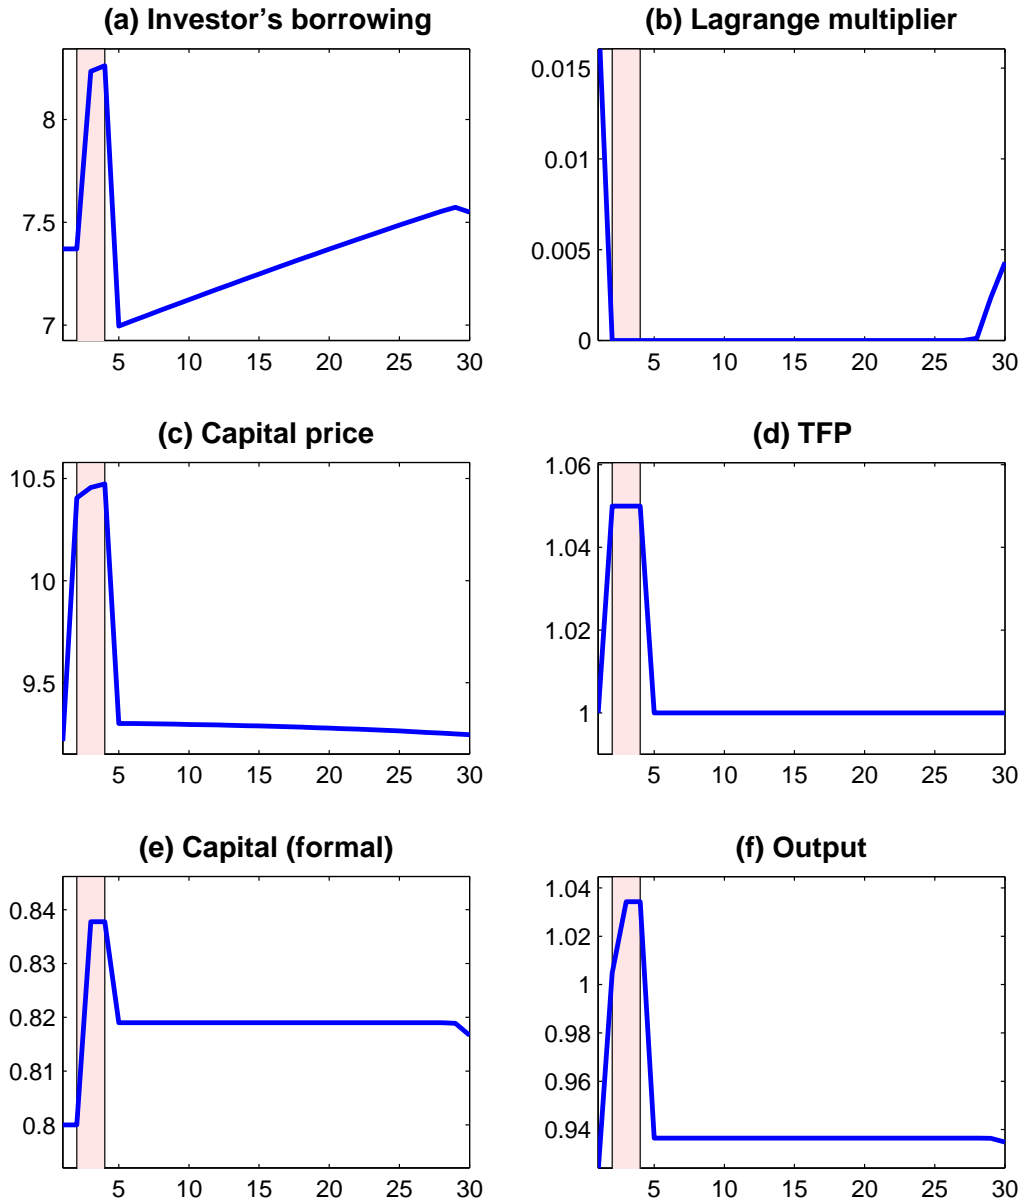 (a) Investor's borrowing
8
7.5
7
5 10 15 20 25 30
(b) Lagrange multiplier
0.015
0.01
0.005
0
5 10 15 20 25 30
(c) Capital price
10.5
10
9.5
5 10 15 20 25 30
(d) TFP
1.06
1.04
1.02
1
5 10 15 20 25 30
(e) Capital (formal)
0.84
0.83
0.82
0.81
0.8
5 10 15 20 25 30
(f) Output
1.04
1.02
1
0.98
0.96
0.94
5 10 15 20 25 30